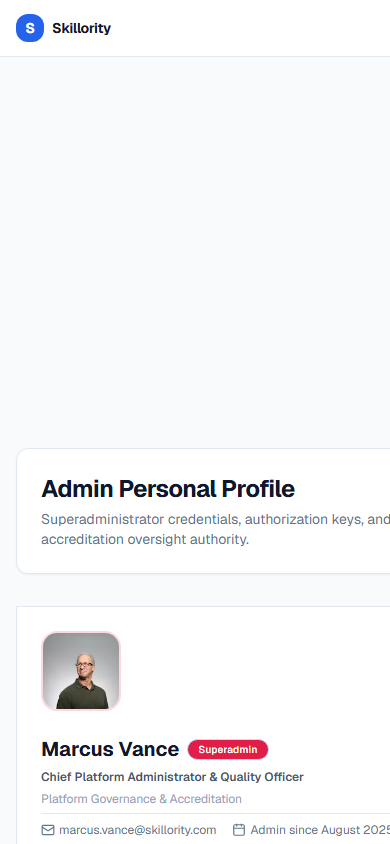 S Skillority
Admin Personal Profile
Superadministrator credentials, authorization keys, and
accreditation oversight authority.
Marcus Vance Superadmin
Chief Platform Administrator & Quality Officer
Platform Governance & Accreditation
marcus.vance@skillority.com Admin since August 2025